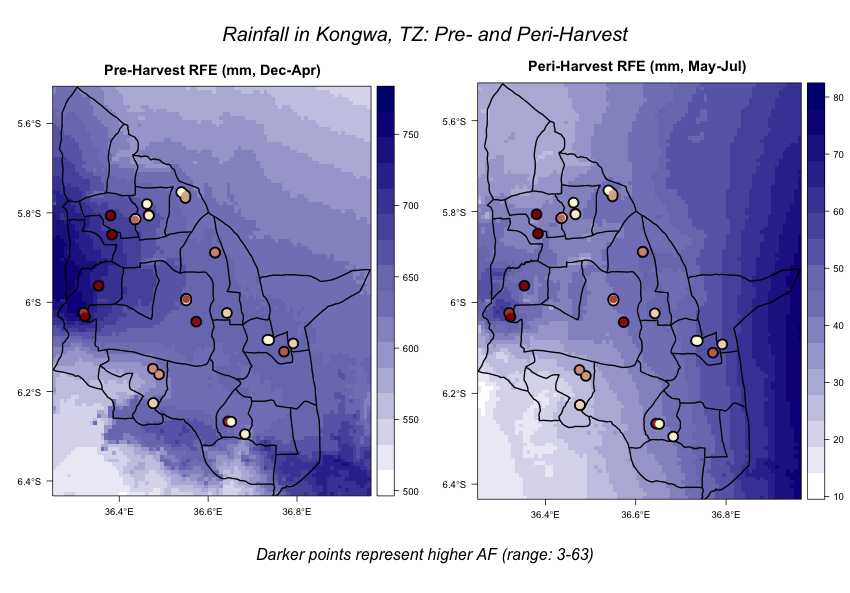 Rainfall in Kongwa, TZ: Pre- and Peri-Harvest
Pre-Harvest RFE (mm, Dec-Apr)
5.6°S
5.8°S
6°S
6.2°S
6.4°S
36.4°E
36.6°E
36.8°E
750
700
650
600
550
500
Peri-Harvest RFE (mm, May-Jul)
5.6°S
5.8°S
6°S
6.2°S
6.4°S
36.4°E
36.6°E
36.8°E
80
70
60
50
40
30
20
10
Darker points represent higher AF (range: 3-63)